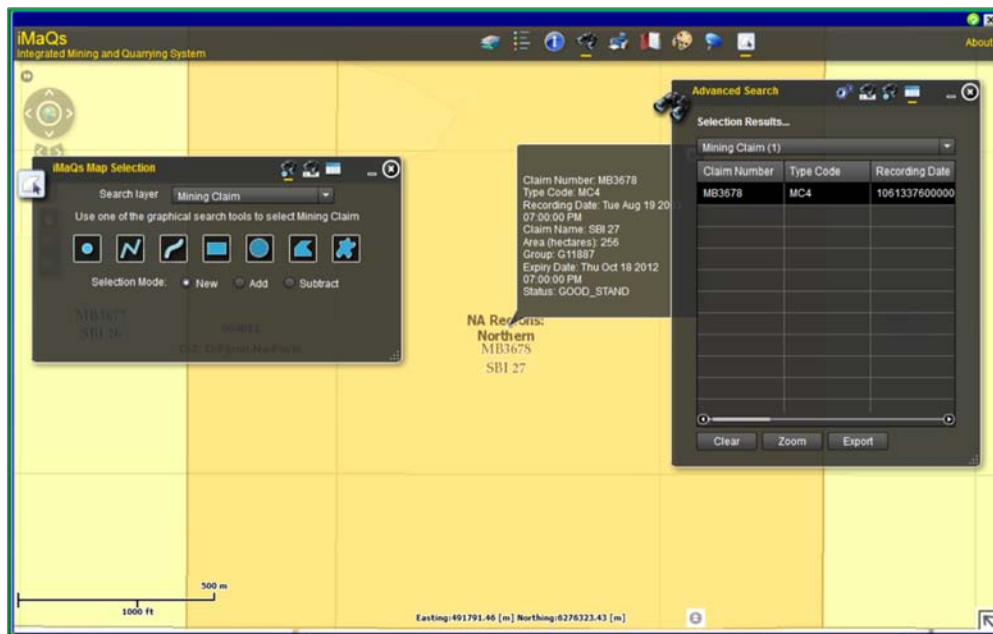 iMaQs
Integrated Mining and Quarrying System
About
iMaQs Map Selection
Search layer
Mining Claim
Use one of the graphical search tools to select Mining Claim
Selection Mode:
New
Add
Subtract
MB3677
SBI 26
Claim Number: MB3678
Type Code: MC4
Recording Date: Tue Aug 19
07:00:00 PM
Claim Name: SBI 27
Area (hectares): 256
Group: G11887
Expiry Date: Thu Oct 18 2012
07:00:00 PM
Status: GOOD_STAND
NA Regions:
Northern
MB3678
SBI 27
Advanced Search
Selection Results...
Mining Claim (1)
Claim Number Type Code Recording Date
MB3678 MC4 1061337600000
Clear Zoom Export
500 m
1000 ft
Easting:491791.46 [m] Northing:6276323.43 [m]